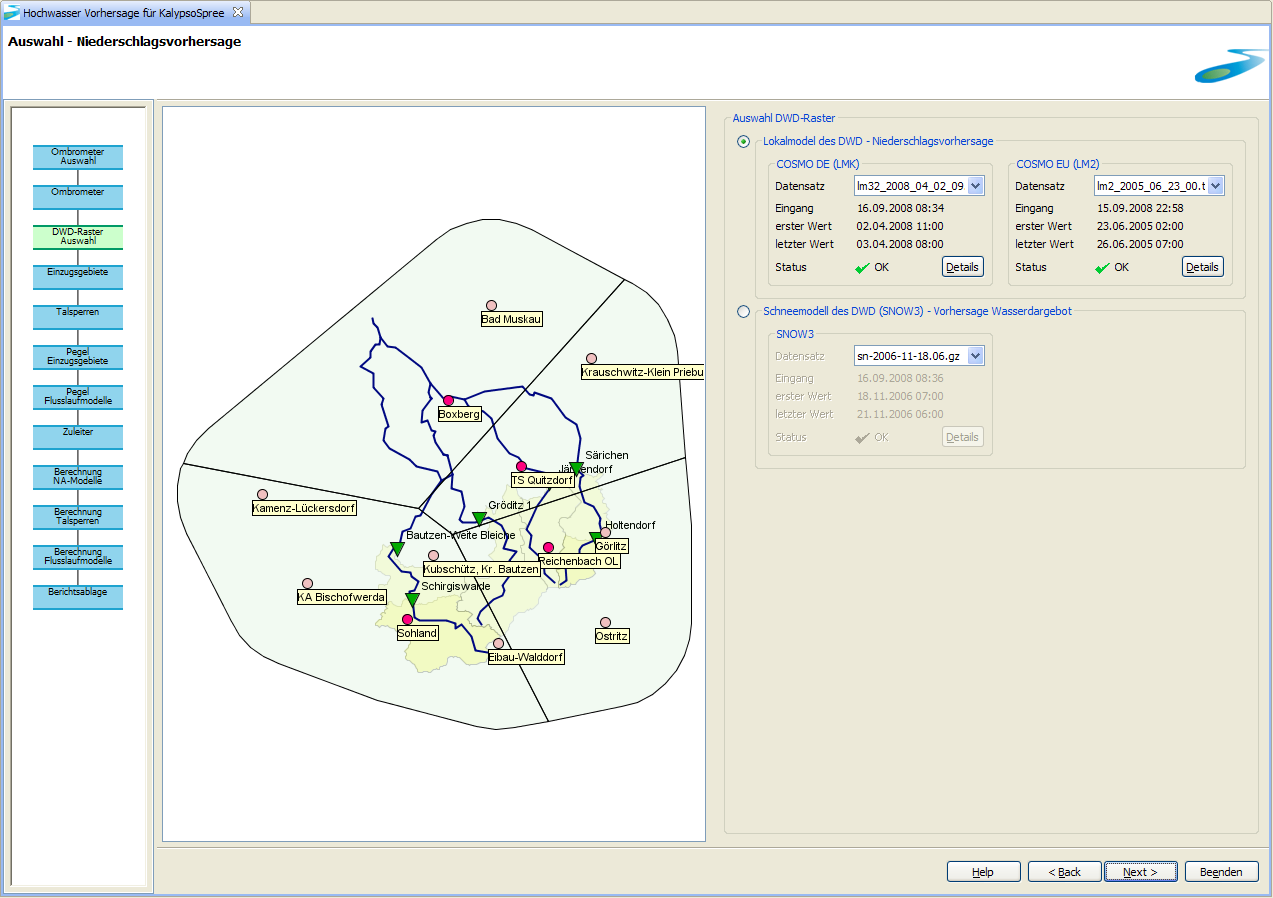 Hochwasser Vorhersage für KalypsoSpree
Auswahl - Niederschlagsvorhersage
Ombrometer
Auswahl
Ombrometer
DWD-Raster
Auswahl
Einzugsgebiete
Talsperren
Pegel
Einzugsgebiete
Pegel
Flusslaufmodelle
Zuleiter
Berechnung
NA-Modelle
Berechnung
Talsperren
Berechnung
Flusslaufmodelle
Berichtsablage
Bad Muskau
Krauschwitz-Klein Priebu
Boxberg
Särichen
Jänkendorf
TS Quitzdorf
Kamenz-Lückersdorf
Gröditz 1
Holtendorf
Bautzen-Weite Bleiche
Görlitz
Reichenbach OL
Kubschütz, Kr. Bautzen
Schirgiswalde
KA Bischofwerda
Sohland
Ostritz
Eibau-Walddorf
Auswahl DWD-Raster
Lokalmodel des DWD - Niederschlagsvorhersage
COSMO DE (LMK)
Datensatz lm32_2008_04_02_09.
Eingang 16.09.2008 08:34
erster Wert 02.04.2008 11:00
letzter Wert 03.04.2008 08:00
Status OK Details
COSMO EU (LM2)
Datensatz lm2_2005_06_23_00.t
Eingang 15.09.2008 22:58
erster Wert 23.06.2005 02:00
letzter Wert 26.06.2005 07:00
Status OK Details
Schneemodell des DWD (SNOW3) - Vorhersage Wasserdargebot
SNOW3
Datensatz sn-2006-11-18.06.gz
Eingang 16.09.2008 08:36
erster Wert 18.11.2006 07:00
letzter Wert 21.11.2006 06:00
Status OK Details
Help < Back Next > Beenden